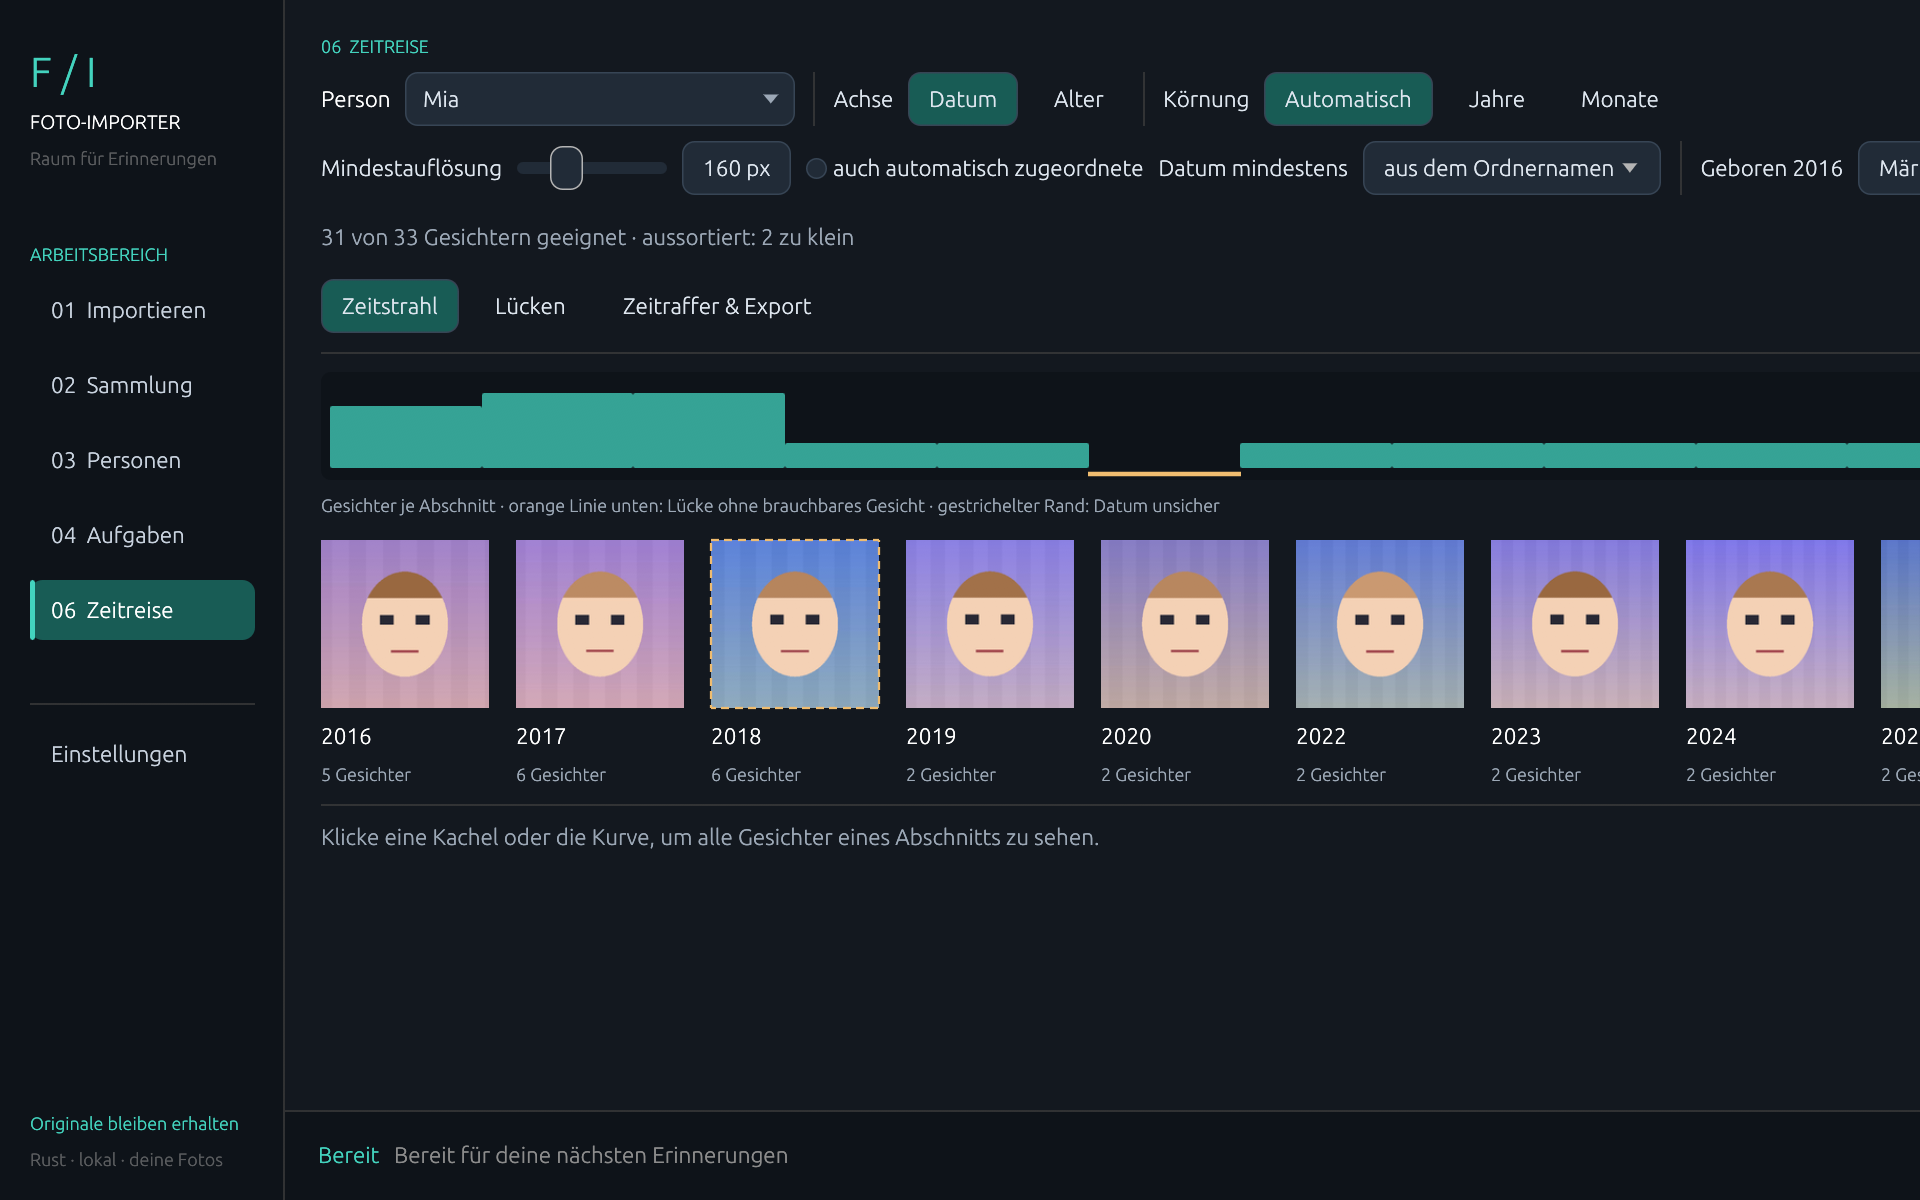 F / I
FOTO-IMPORTER
Raum für Erinnerungen
ARBEITSBEREICH
01 Importieren
02 Sammlung
03 Personen
04 Aufgaben
06 Zeitreise
Einstellungen
Originale bleiben erhalten
Rust · lokal · deine Fotos
06 ZEITREISE
Person Mia Achse Datum Alter Körnung Automatisch Jahre Monate
Mindestauflösung 160 px auch automatisch zugeordnete Datum mindestens aus dem Ordnernamen Geboren 2016 Mär
31 von 33 Gesichtern geeignet · aussortiert: 2 zu klein
Zeitstrahl Lücken Zeitraffer & Export
Gesichter je Abschnitt · orange Linie unten: Lücke ohne brauchbares Gesicht · gestrichelter Rand: Datum unsicher
2016 2017 2018 2019 2020 2022 2023 2024 202
5 Gesichter 6 Gesichter 6 Gesichter 2 Gesichter 2 Gesichter 2 Gesichter 2 Gesichter 2 Gesichter 2 Ges
Klicke eine Kachel oder die Kurve, um alle Gesichter eines Abschnitts zu sehen.
Bereit Bereit für deine nächsten Erinnerungen